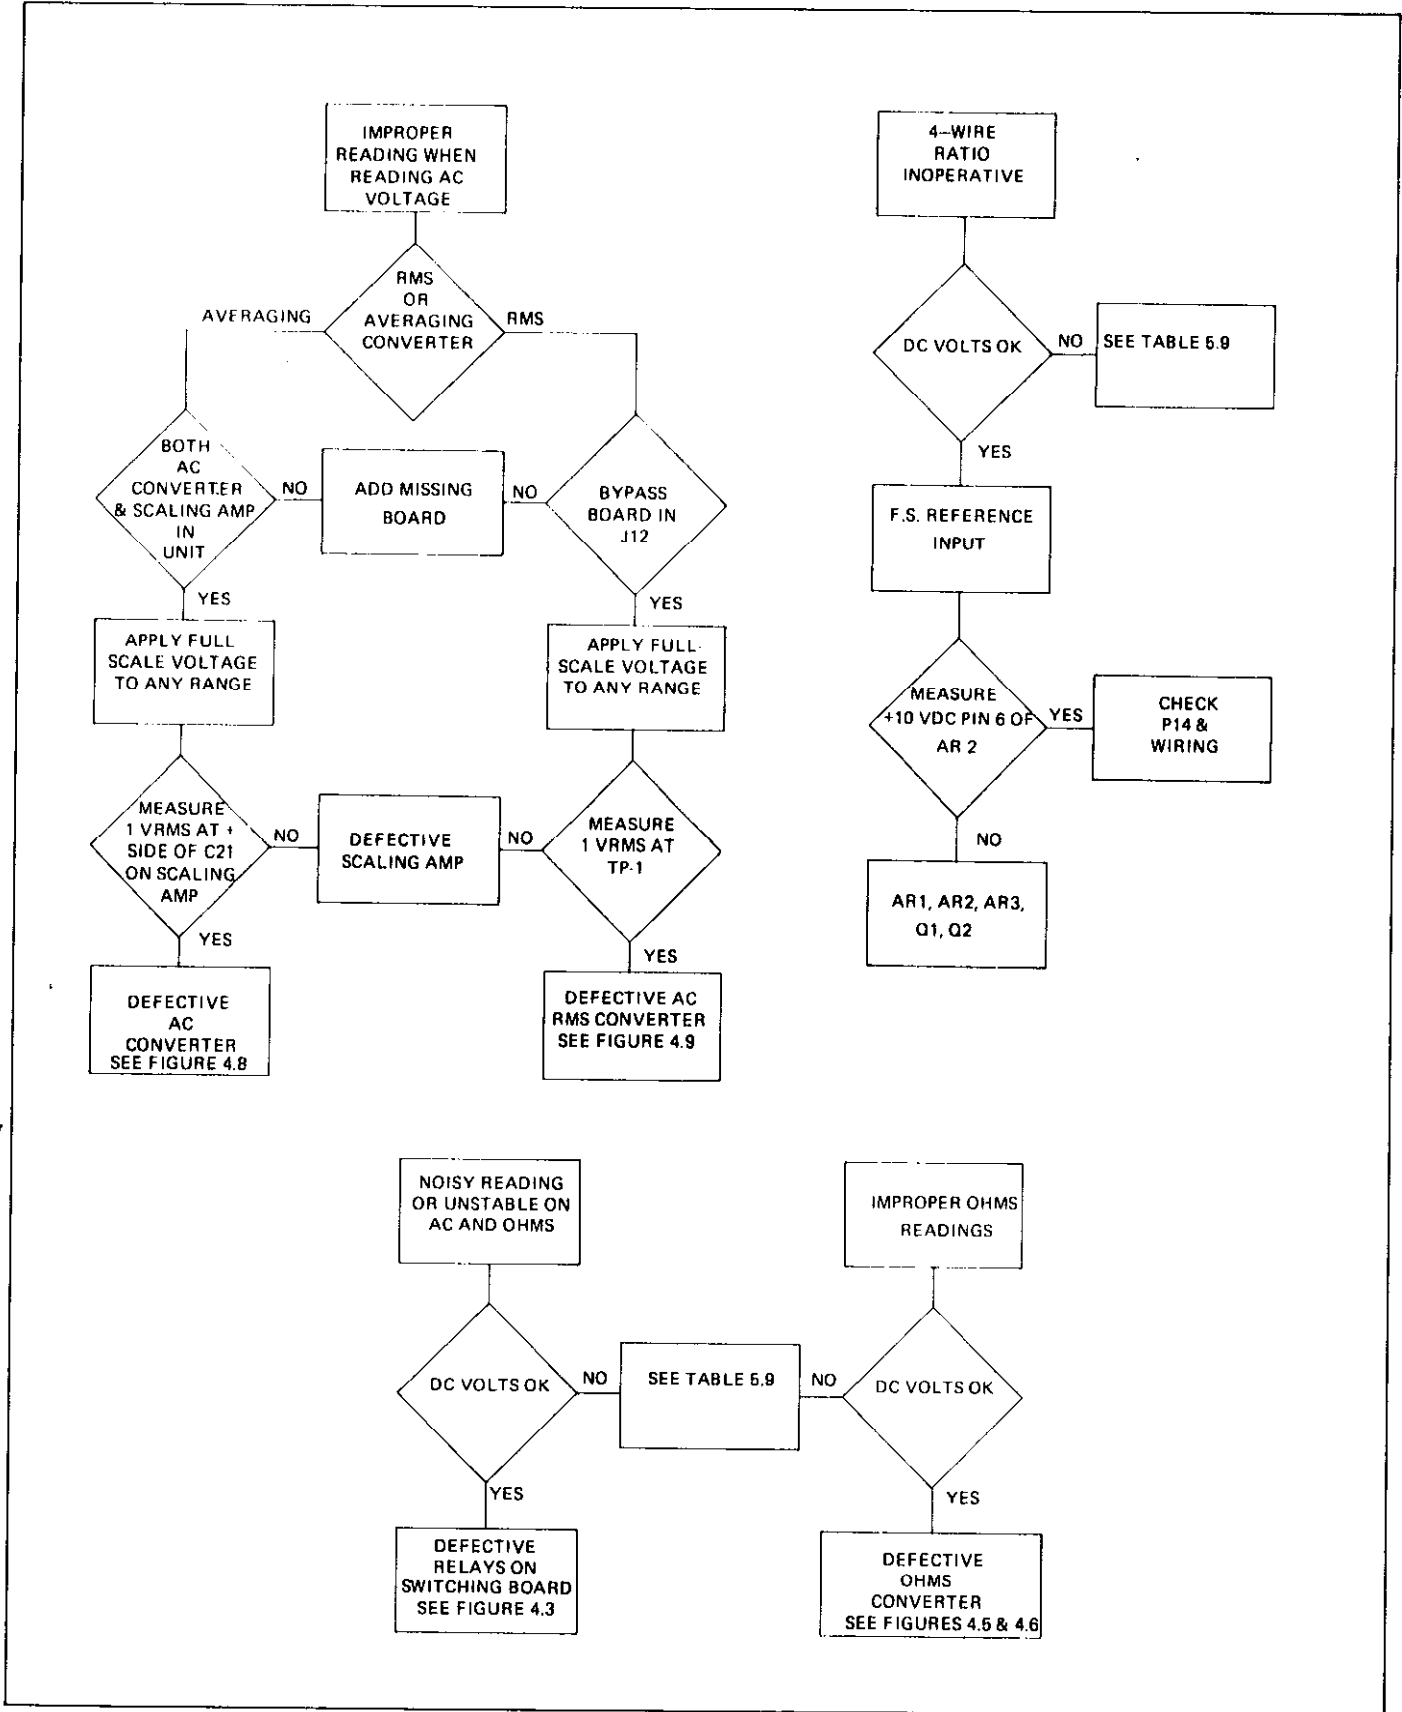 IMPROPER
READING WHEN
READING AC
VOLTAGE
RMS
OR
AVERAGING
CONVERTER
AVERAGING
RMS
BOTH
AC
CONVERTER
& SCALING AMP
IN
UNIT
NO
ADD MISSING
BOARD
NO
BYPASS
BOARD IN
J12
YES
YES
APPLY FULL
SCALE VOLTAGE
TO ANY RANGE
APPLY FULL
SCALE VOLTAGE
TO ANY RANGE
MEASURE
1 VRMS AT +
SIDE OF C21
ON SCALING
AMP
NO
DEFECTIVE
SCALING AMP
NO
MEASURE
1 VRMS AT
TP-1
YES
YES
DEFECTIVE
AC
CONVERTER
SEE FIGURE 4.8
DEFECTIVE AC
RMS CONVERTER
SEE FIGURE 4.9
4-WIRE
RATIO
INOPERATIVE
DC VOLTS OK
NO
SEE TABLE 5.9
YES
F.S. REFERENCE
INPUT
MEASURE
+10 VDC PIN 6 OF
AR 2
YES
CHECK
P14 &
WIRING
NO
AR1, AR2, AR3,
Q1, Q2
NOISY READING
OR UNSTABLE ON
AC AND OHMS
DC VOLTS OK
NO
SEE TABLE 5.9
NO
YES
DEFECTIVE
RELAYS ON
SWITCHING BOARD
SEE FIGURE 4.3
IMPROPER OHMS
READINGS
DC VOLTS OK
YES
DEFECTIVE
OHMS
CONVERTER
SEE FIGURES 4.5 & 4.6